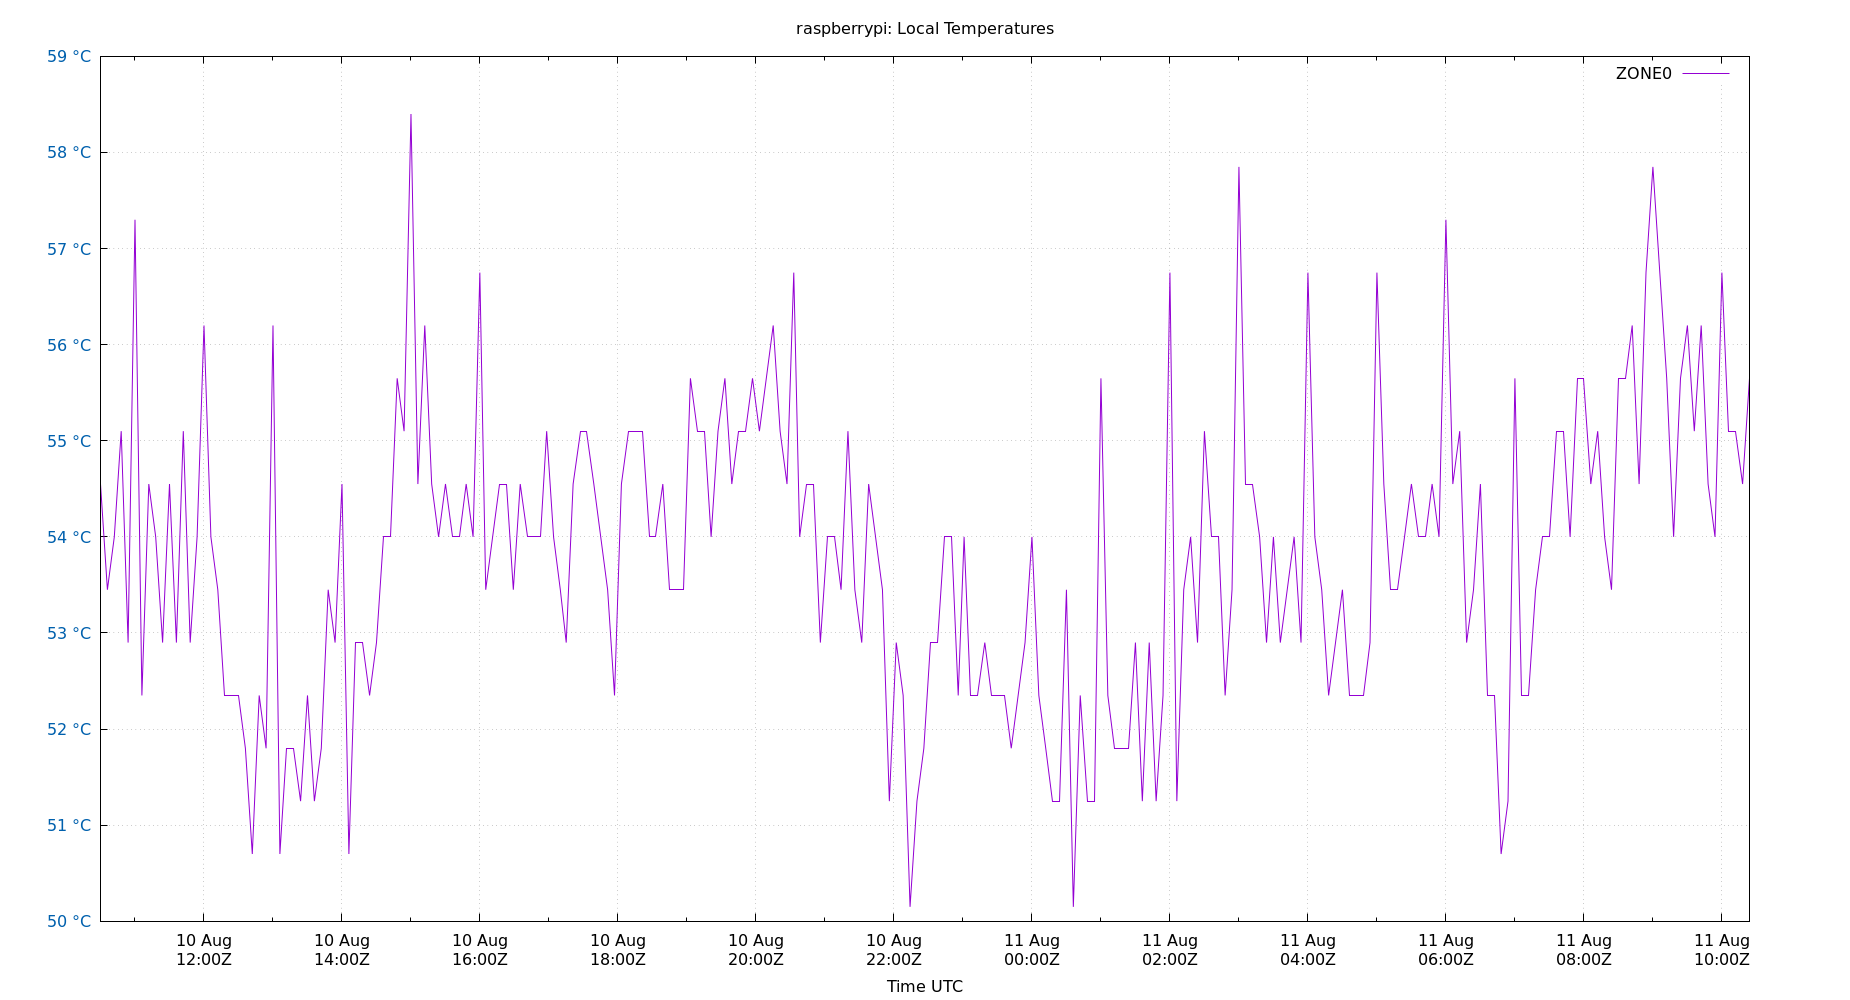 raspberrypi: Local Temperatures
59 °C
ZONE0
58 °C
57 °C
56 °C
55 °C
54 °C
53 °C
52 °C
51 °C
50 °C
10 Aug 10 Aug 10 Aug 10 Aug 10 Aug 10 Aug 11 Aug 11 Aug 11 Aug 11 Aug 11 Aug 11 Aug
12:00Z 14:00Z 16:00Z 18:00Z 20:00Z 22:00Z 00:00Z 02:00Z 04:00Z 06:00Z 08:00Z 10:00Z
Time UTC